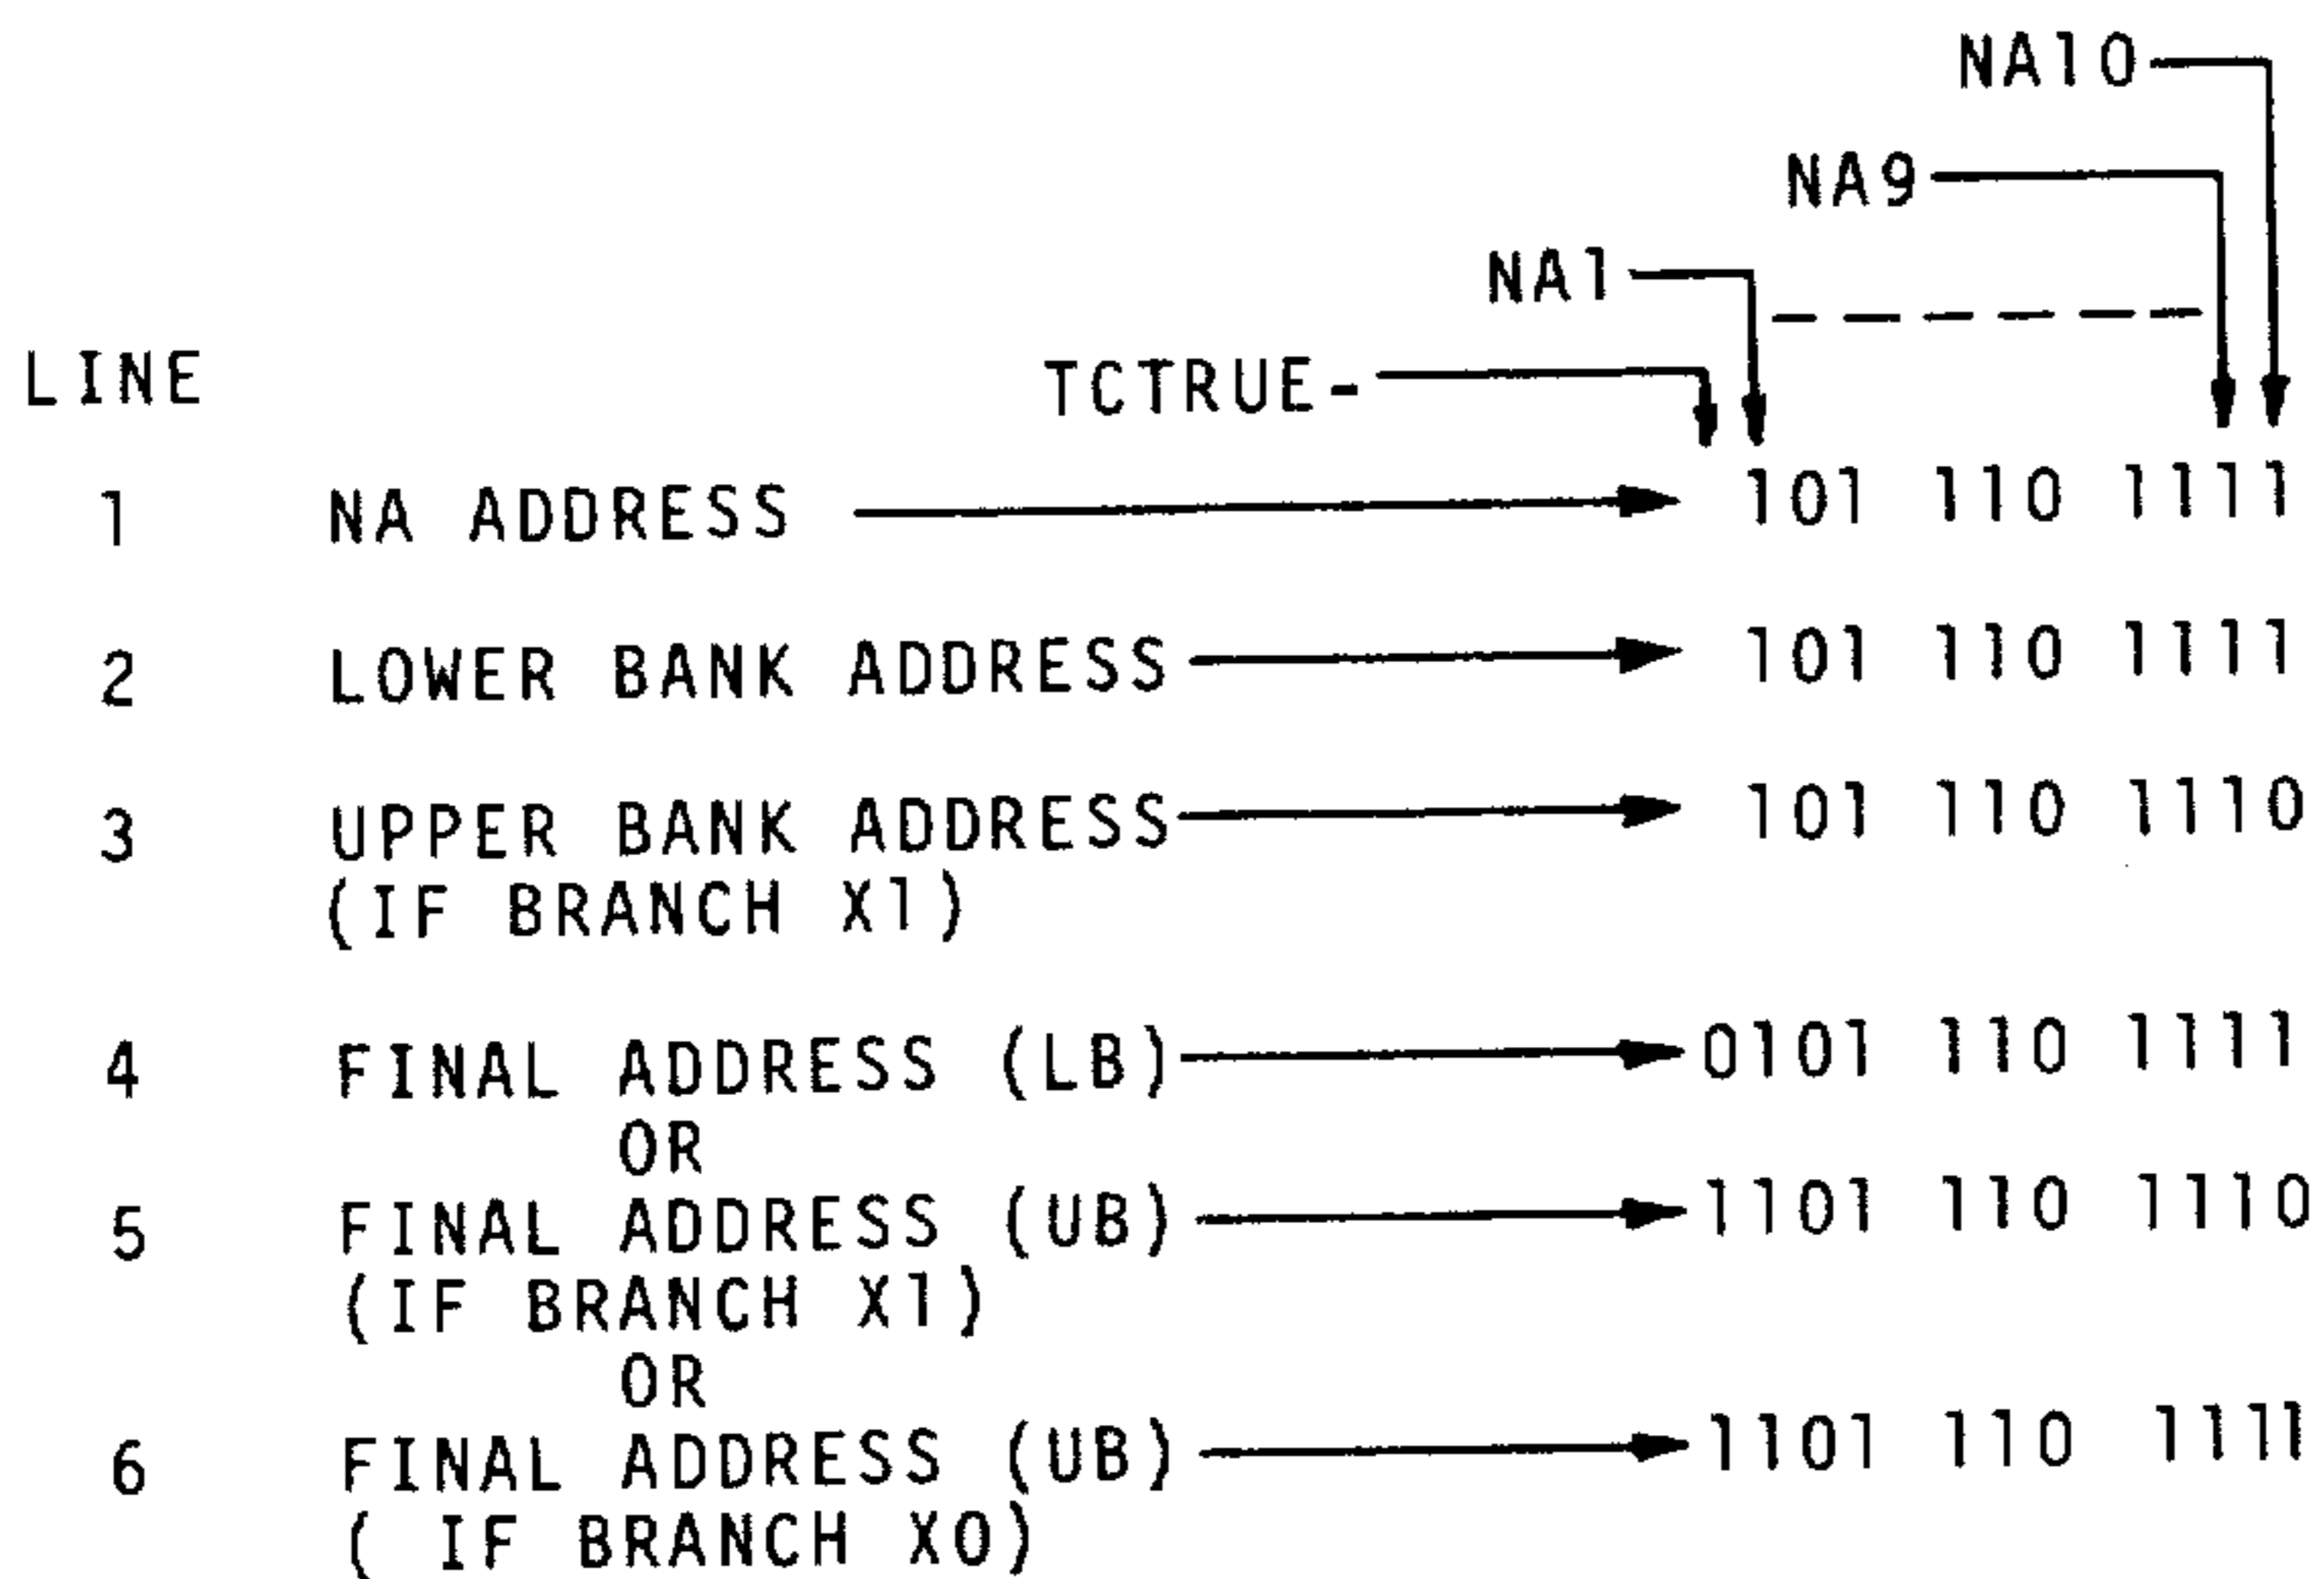 NA10
NA9
NA1
LINE TCTRUE-
1 NA ADDRESS 101 110 1111
2 LOWER BANK ADDRESS 101 110 1111
3 UPPER BANK ADDRESS 101 110 1110
(IF BRANCH X1)
4 FINAL ADDRESS (LB) 0101 110 1111
OR
5 FINAL ADDRESS (UB) 1101 110 1110
(IF BRANCH X1)
OR
6 FINAL ADDRESS (UB) 1101 110 1111
( IF BRANCH X0)